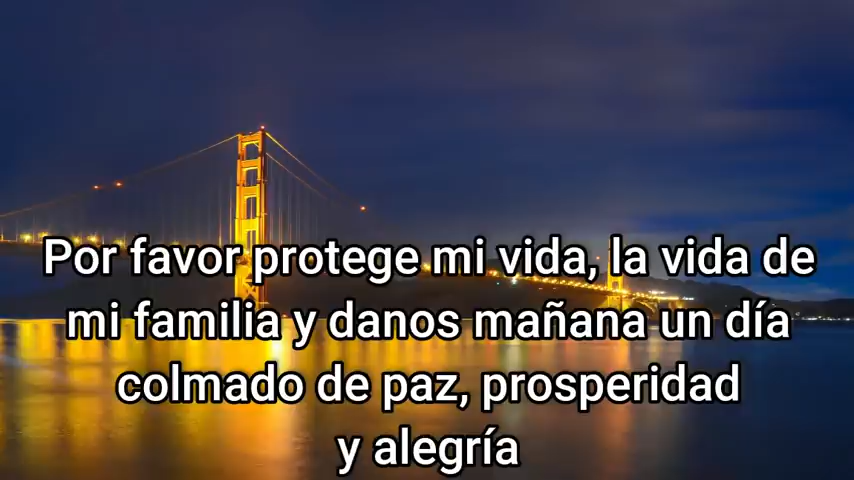 Por favor protege mi vida, la vida de
mi familia y danos mañana un día
colmado de paz, prosperidad
y alegría